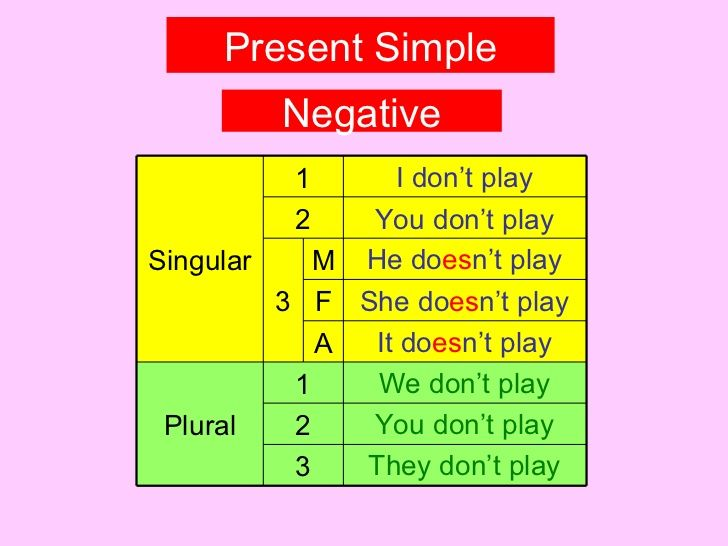 Present Simple
Negative
Singular
1 I don’t play
2 You don’t play
3 M He doesn’t play
F She doesn’t play
A It doesn’t play
Plural
1 We don’t play
2 You don’t play
3 They don’t play